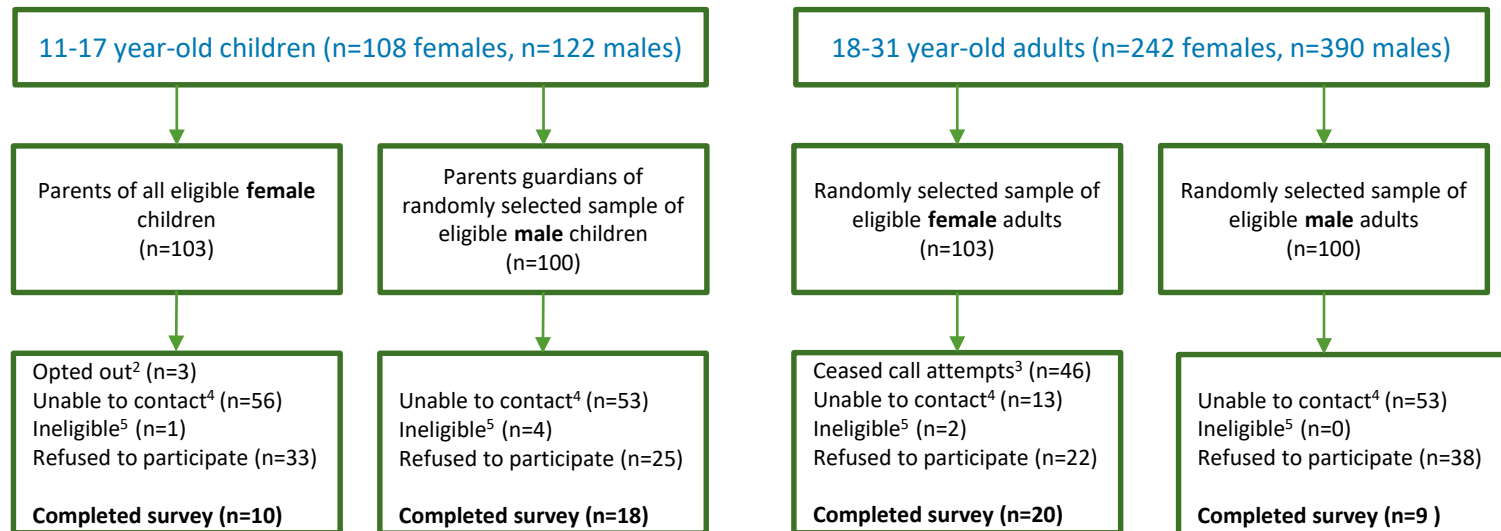 11-17 year-old children (n=108 females, n=122 males)
18-31 year-old adults (n=242 females, n=390 males)
Parents of all eligible female
children
(n=103)
Parents guardians of
randomly selected sample of
eligible male children
(n=100)
Randomly selected sample of
eligible female adults
(n=103)
Randomly selected sample of
eligible male adults
(n=100)
Opted out² (n=3)
Unable to contact⁴ (n=56)
Ineligible⁵ (n=1)
Refused to participate (n=33)
Completed survey (n=10)
Unable to contact⁴ (n=53)
Ineligible⁵ (n=4)
Refused to participate (n=25)
Completed survey (n=18)
Ceased call attempts³ (n=46)
Unable to contact⁴ (n=13)
Ineligible⁵ (n=2)
Refused to participate (n=22)
Completed survey (n=20)
Unable to contact⁴ (n=53)
Ineligible⁵ (n=0)
Refused to participate (n=38)
Completed survey (n=9 )